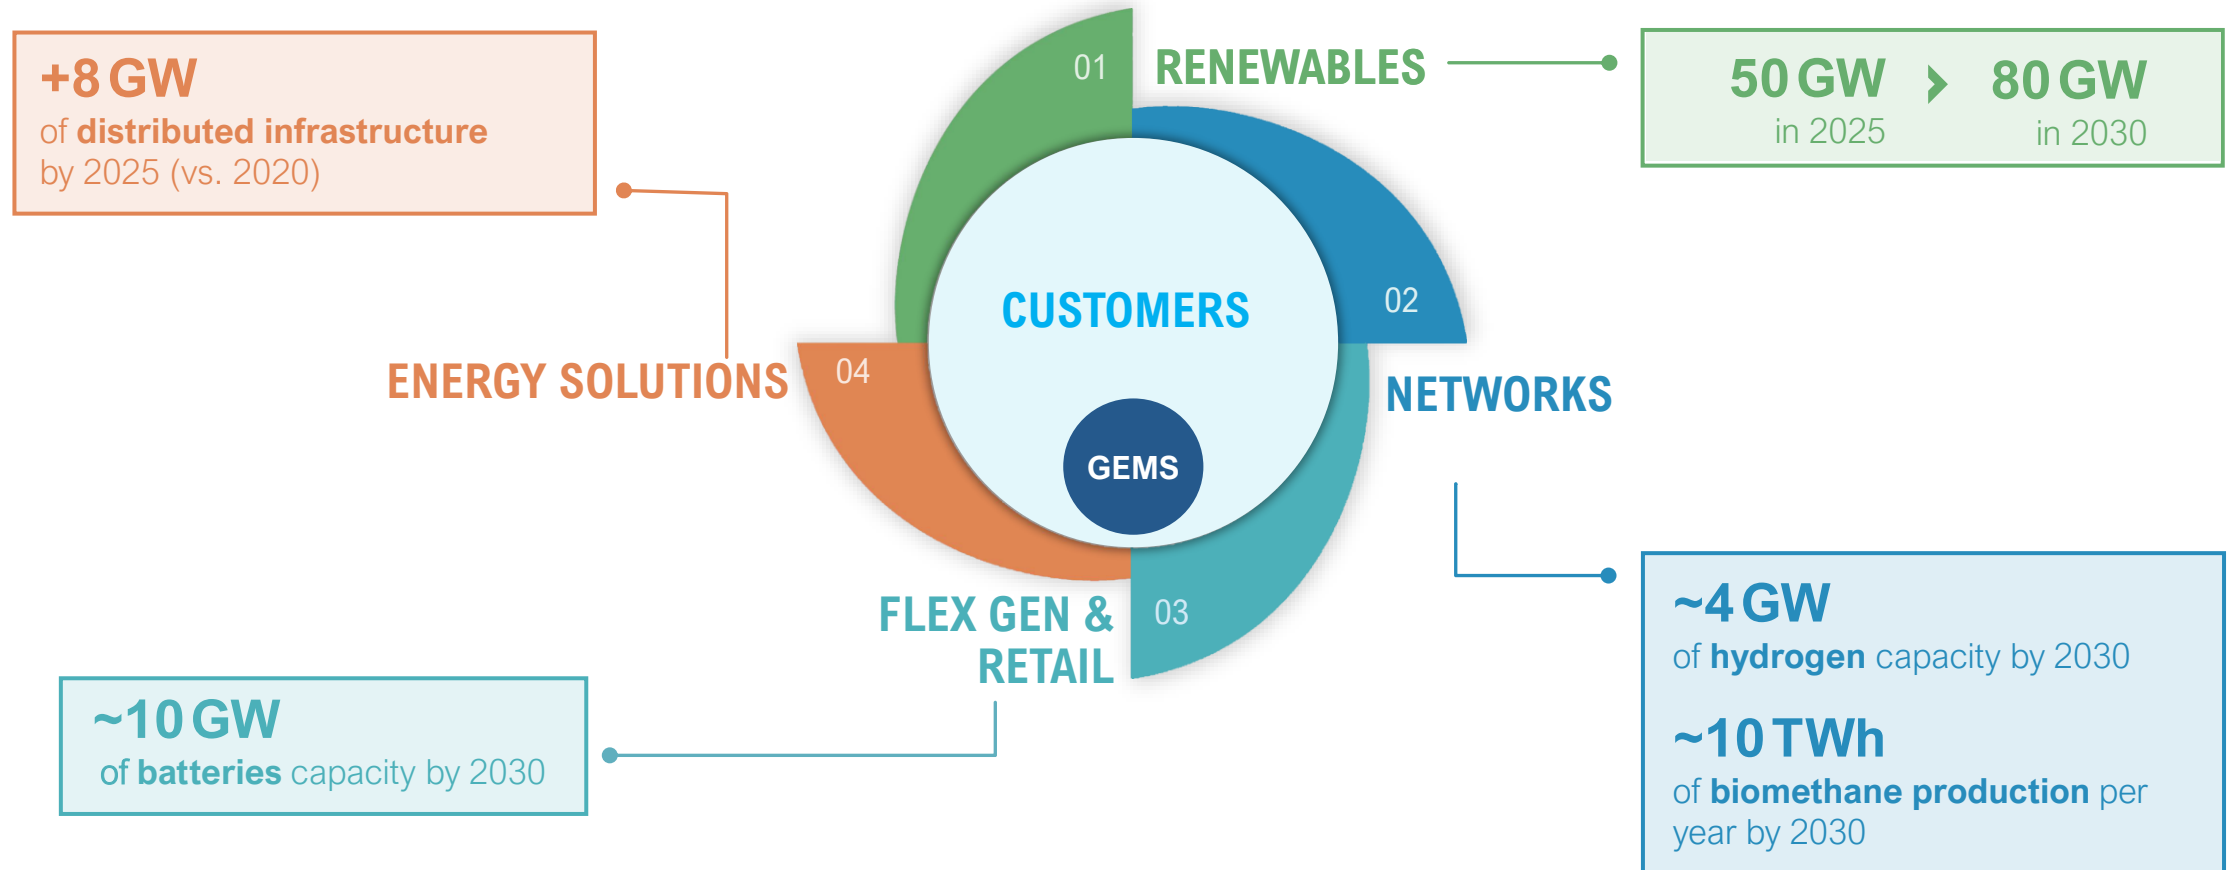 +8 GW
of distributed infrastructure
by 2025 (vs. 2020)
01
RENEWABLES
50 GW > 80 GW
in 2025 in 2030
CUSTOMERS
02
04
ENERGY SOLUTIONS
NETWORKS
GEMS
FLEX GEN &
RETAIL
03
~4 GW
of hydrogen capacity by 2030
~10 TWh
of biomethane production per
year by 2030
~10 GW
of batteries capacity by 2030